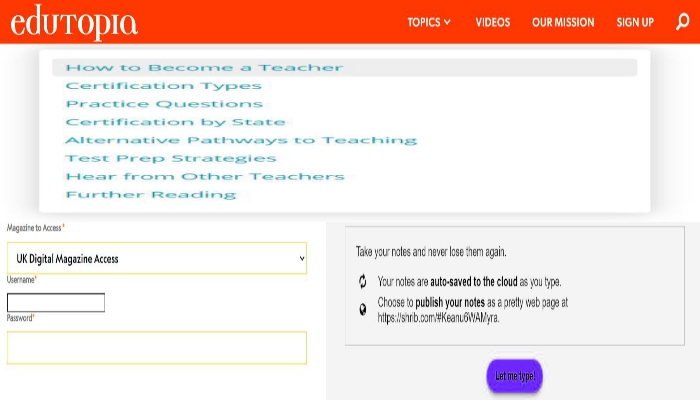 edutopia
TOPICS VIDEOS OUR MISSION SIGN UP
How to Become a Teacher
Certification Types
Practice Questions
Certification by State
Alternative Pathways to Teaching
Test Prep Strategies
Hear from Other Teachers
Further Reading
Magazine to Access*
UK Digital Magazine Access
Username*
Password*
Take your notes and never lose them again.
Your notes are auto-saved to the cloud as you type.
Choose to publish your notes as a pretty web page at
https://shrib.com/#Keanu6WAMyra.
Let me type!